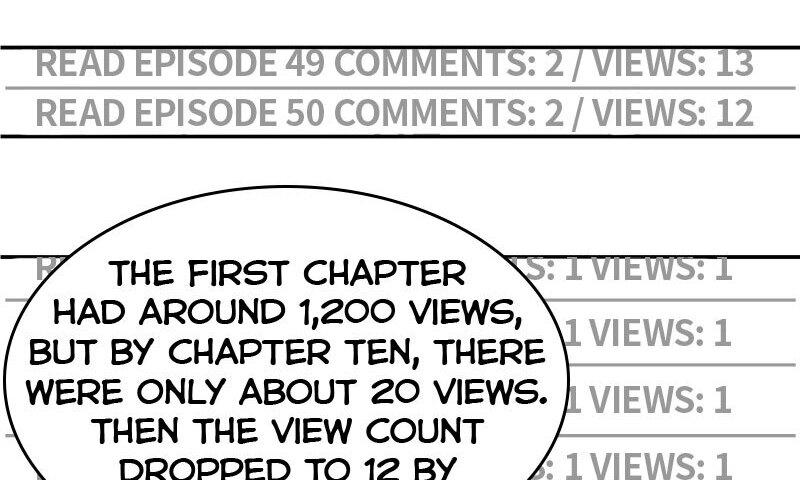 READ EPISODE 49 COMMENTS: 2 / VIEWS: 13
READ EPISODE 50 COMMENTS: 2 / VIEWS: 12
THE FIRST CHAPTER
HAD AROUND 1,200 VIEWS,
BUT BY CHAPTER TEN, THERE
WERE ONLY ABOUT 20 VIEWS.
THEN THE VIEW COUNT
DROPPED TO 12 BY
S: 1 VIEWS: 1
1 VIEWS: 1
1 VIEWS: 1
: 1 VIEWS: 1